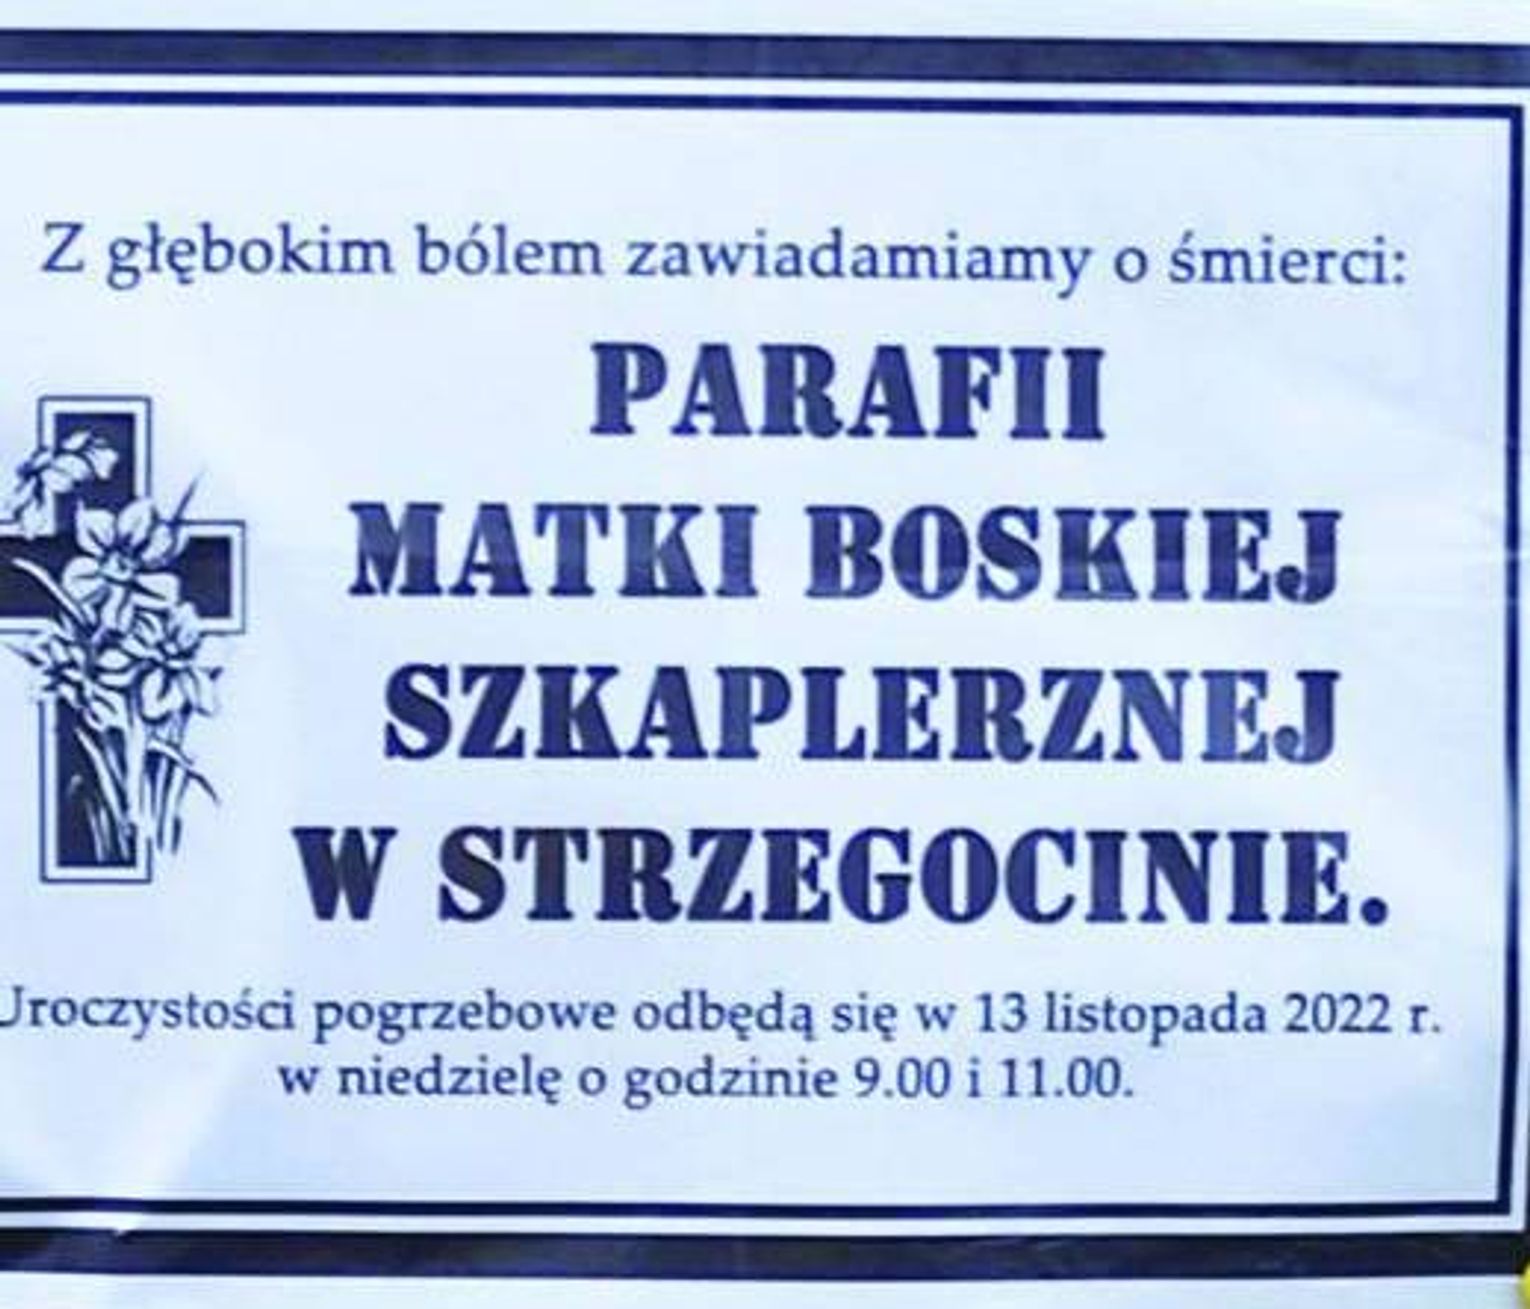 Z głębokim bólem zawiadamiamy o śmierci:
PARAFII
MATKI BOSKIEJ
SZKAPLERZNEJ
W STRZEGOCINIE.
Uroczystości pogrzebowe odbędą się w 13 listopada 2022 r.
w niedzielę o godzinie 9.00 i 11.00.